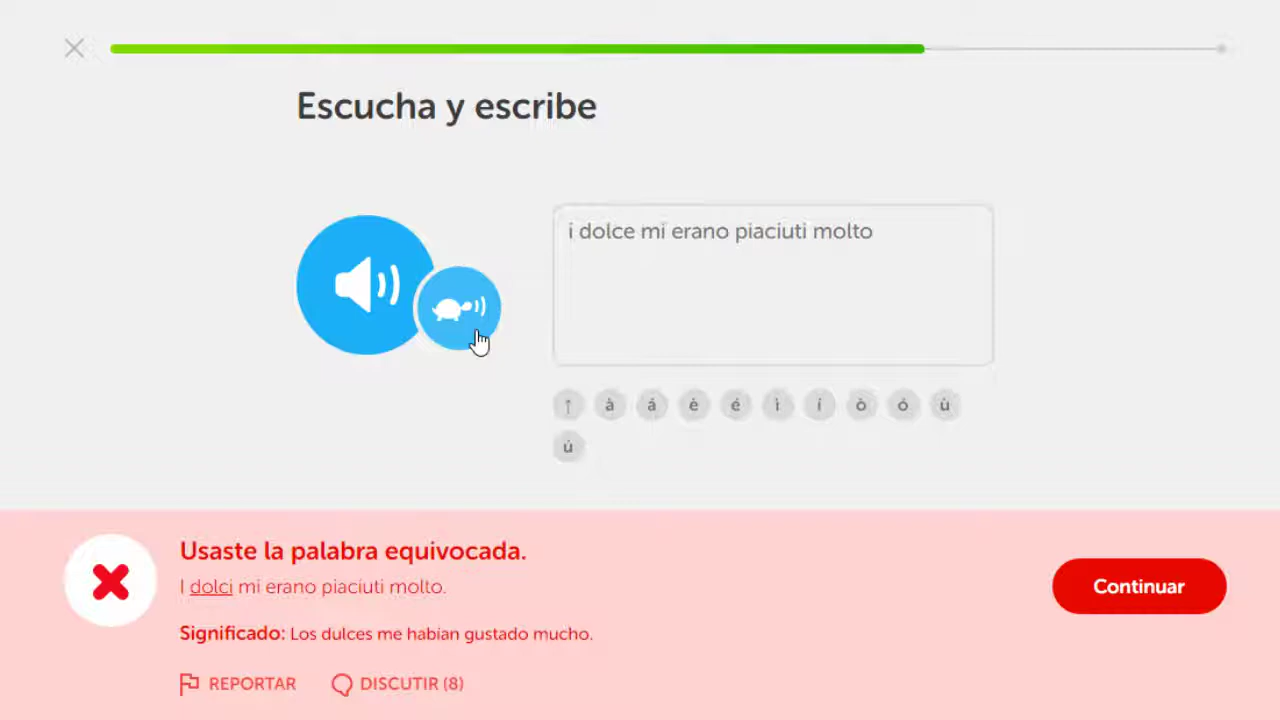 Escucha y escribe
i dolce mi erano piaciuti molto
↑ à á è é ì í ò ó ù
ú
Usaste la palabra equivocada.
I dolci mi erano piaciuti molto.
Significado: Los dulces me habían gustado mucho.
REPORTAR DISCUTIR (8)
Continuar